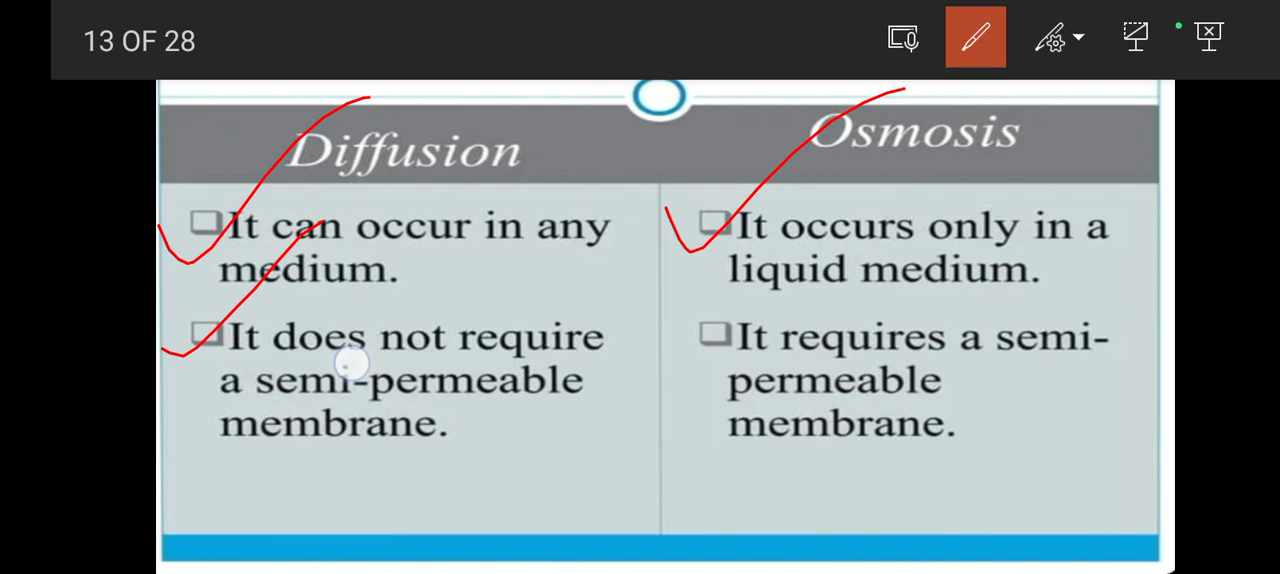 13 OF 28
Diffusion
It can occur in any
medium.
It does not require
a semi-permeable
membrane.
Osmosis
It occurs only in a
liquid medium.
It requires a semi-
permeable
membrane.